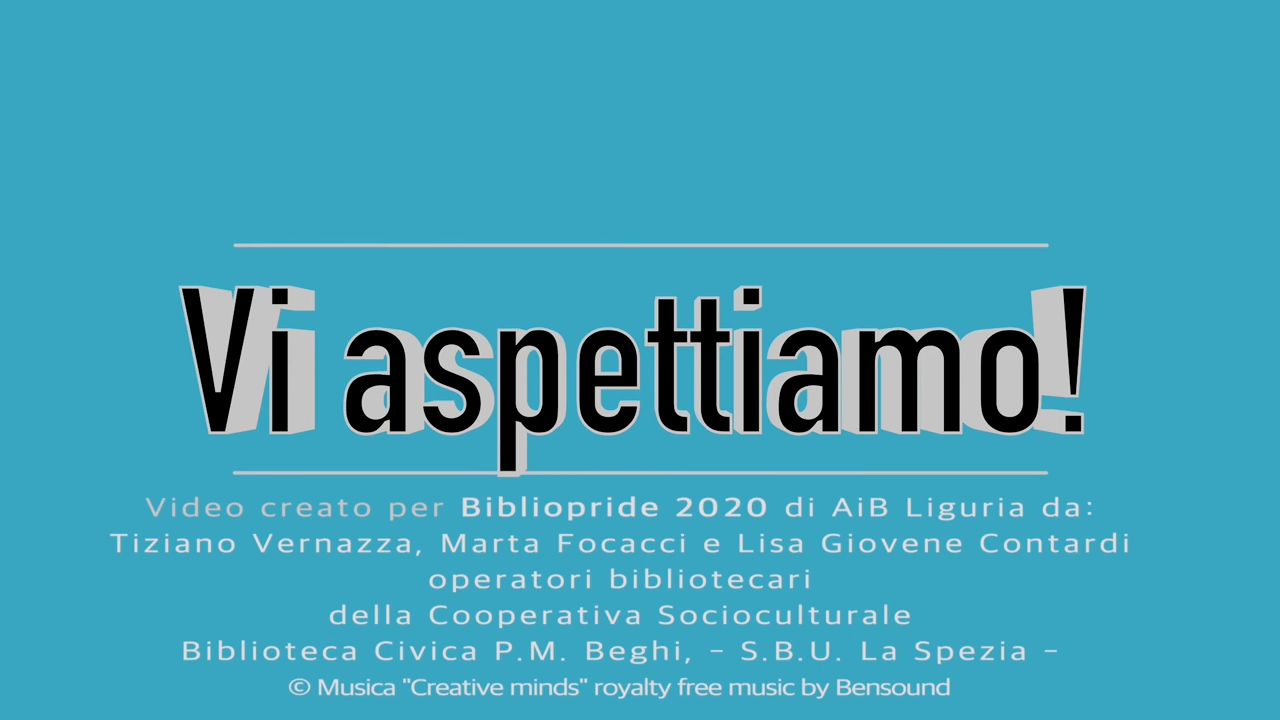 Vi aspettiamo!
Video creato per Bibliopride 2020 di AiB Liguria da:
Tiziano Vernazza, Marta Focacci e Lisa Giovene Contardi
operatori bibliotecari
della Cooperativa Socioculturale
Biblioteca Civica P.M. Beghi, - S.B.U. La Spezia -
© Musica "Creative minds" royalty free music by Bensound